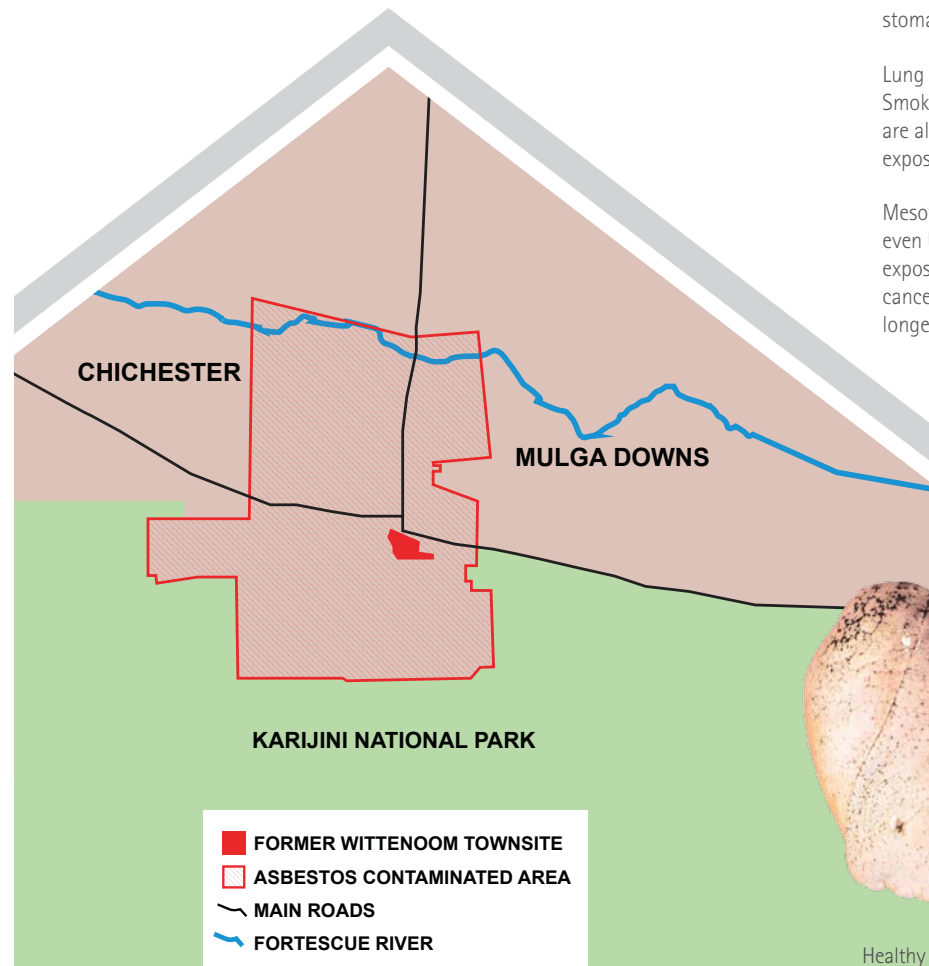 stoma
Lung
Smok
are al
expos
Meso
even
expos
cance
longe
CHICHESTER
MULGA DOWNS
KARIJINI NATIONAL PARK
FORMER WITTENOOM TOWNSITE
ASBESTOS CONTAMINATED AREA
MAIN ROADS
FORTESCUE RIVER
Healthy